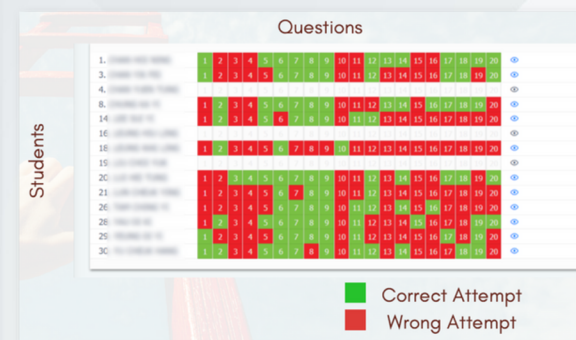 Questions
Students
1. 1 2 3 4 5 6 7 8 9 10 11 12 13 14 15 16 17 18 19 20
3. 1 2 3 4 5 6 7 8 9 10 11 12 13 14 15 16 17 18 19 20
4.
8. 1 2 3 4 5 6 7 8 9 10 11 12 13 14 15 16 17 18 19 20
14 1 2 3 4 5 6 7 8 9 10 11 12 13 14 15 16 17 18 19 20
16
18 1 2 3 4 5 6 7 8 9 10 11 12 13 14 15 16 17 18 19 20
19
20 1 2 3 4 5 6 7 8 9 10 11 12 13 14 15 16 17 18 19 20
21 1 2 3 4 5 6 7 8 9 10 11 12 13 14 15 16 17 18 19 20
26 1 2 3 4 5 6 7 8 9 10 11 12 13 14 15 16 17 18 19 20
28 1 2 3 4 5 6 7 8 9 10 11 12 13 14 15 16 17 18 19 20
29 1 2 3 4 5 6 7 8 9 10 11 12 13 14 15 16 17 18 19 20
30 1 2 3 4 5 6 7 8 9 10 11 12 13 14 15 16 17 18 19 20
Correct Attempt
Wrong Attempt